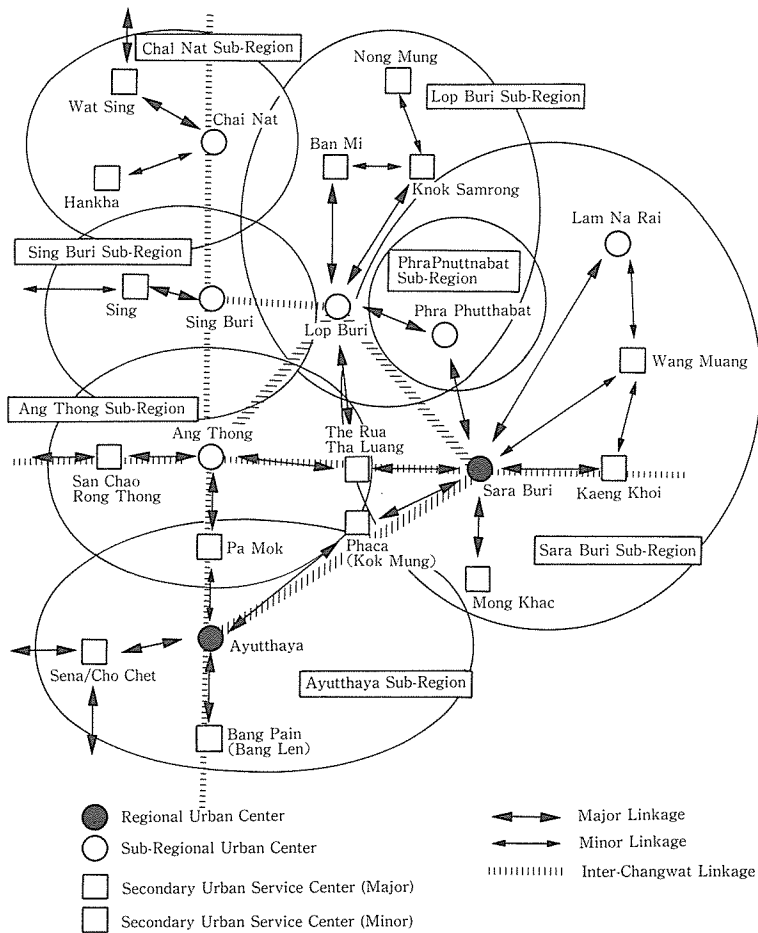 Chai Nat Sub-Region
Nong Mung
Wat Sing
Lop Buri Sub-Region
Chai Nat
Ban Mi
Hankha
Knok Samrong
Lam Na Rai
Sing Buri Sub-Region
PhraPnuttnabat
Sub-Region
Sing
Sing Buri
Lop Buri
Phra Phutthabat
Wang Muang
Ang Thong Sub-Region
Ang Thong
The Rua
Tha Luang
San Chao
Rong Thong
Sara Buri
Kaeng Khoi
Pa Mok
Phaca
(Kok Mung)
Sara Buri Sub-Region
Mong Khac
Ayutthaya
Sena/Cho Chet
Ayutthaya Sub-Region
Bang Pain
(Bang Len)
Regional Urban Center
Major Linkage
Sub-Regional Urban Center
Minor Linkage
Inter-Changwat Linkage
Secondary Urban Service Center (Major)
Secondary Urban Service Center (Minor)